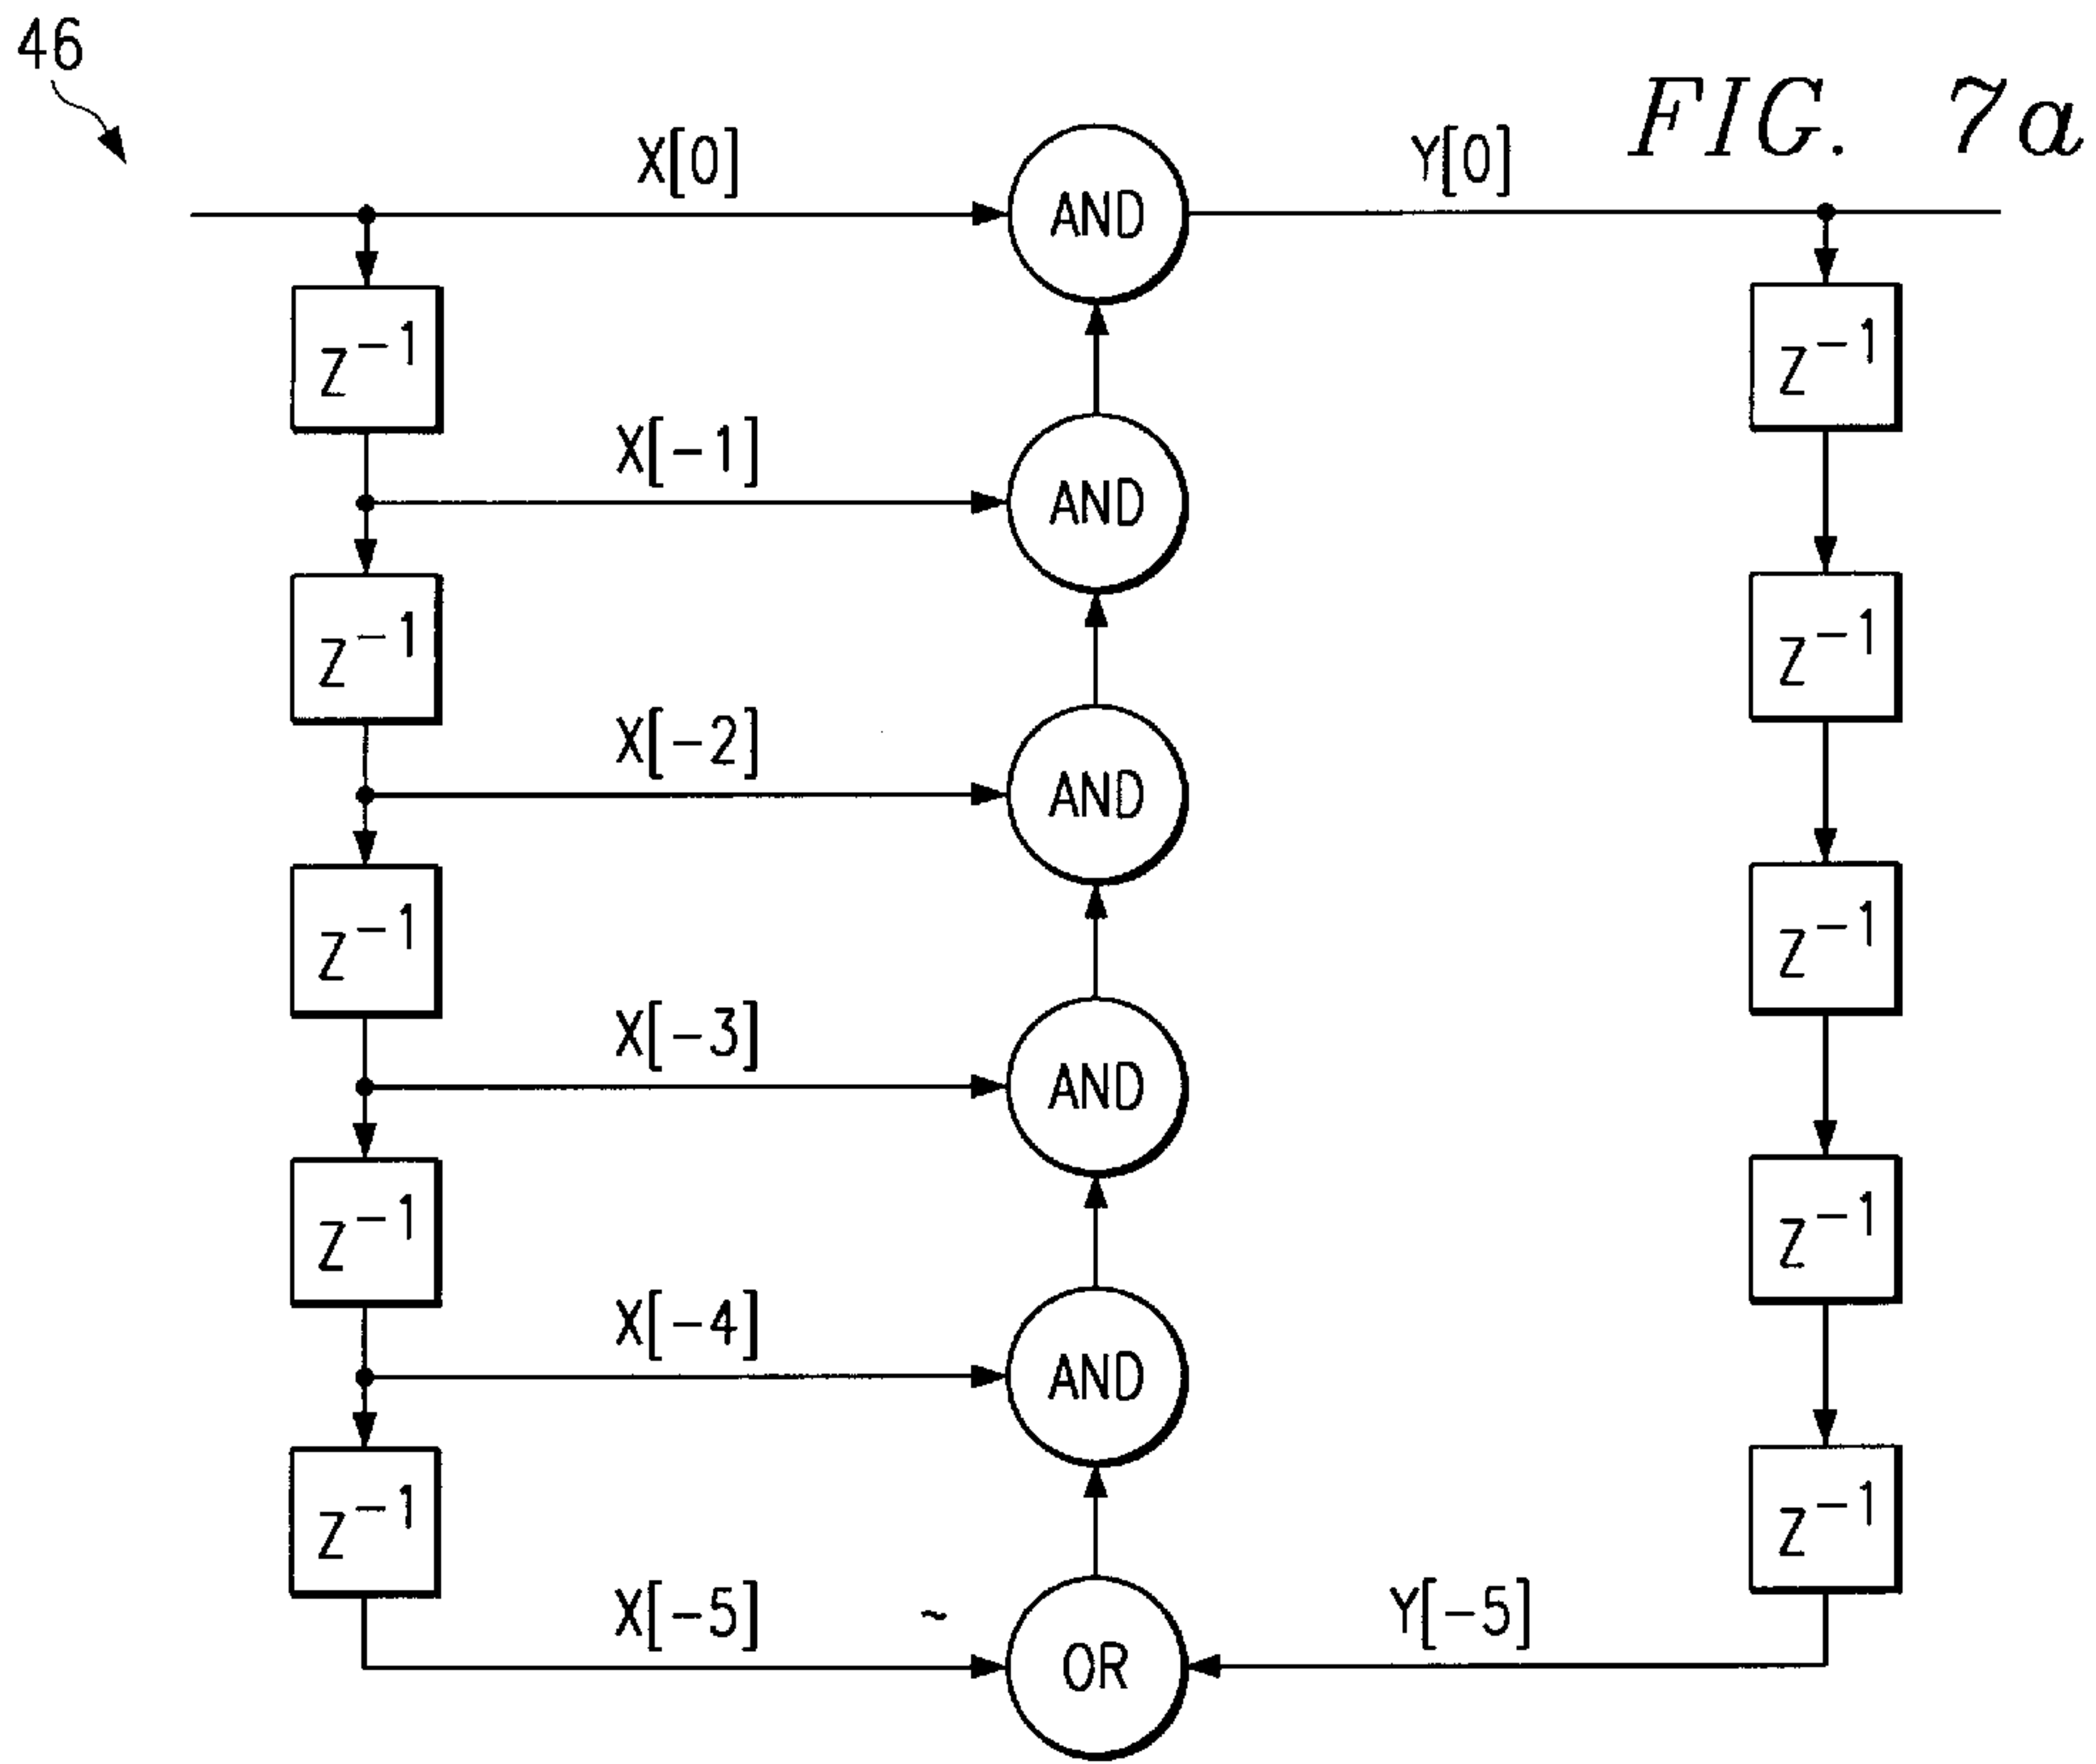 46
FIG. 7a
X[0]
AND
Y[0]
Z⁻¹
Z⁻¹
X[-1]
AND
Z⁻¹
Z⁻¹
X[-2]
AND
Z⁻¹
Z⁻¹
X[-3]
AND
Z⁻¹
Z⁻¹
X[-4]
AND
Z⁻¹
Z⁻¹
X[-5]
~
OR
Y[-5]